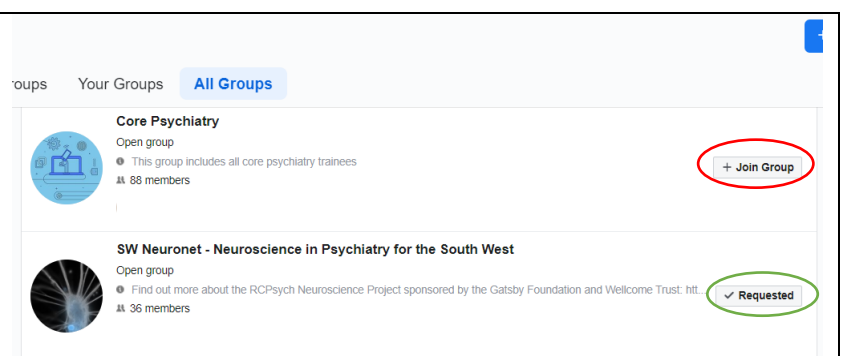 roups Your Groups All Groups
Core Psychiatry
Open group
This group includes all core psychiatry trainees
88 members
+ Join Group
SW Neuronet - Neuroscience in Psychiatry for the South West
Open group
Find out more about the RCPsych Neuroscience Project sponsored by the Gatsby Foundation and Wellcome Trust: htt...
36 members
✓ Requested